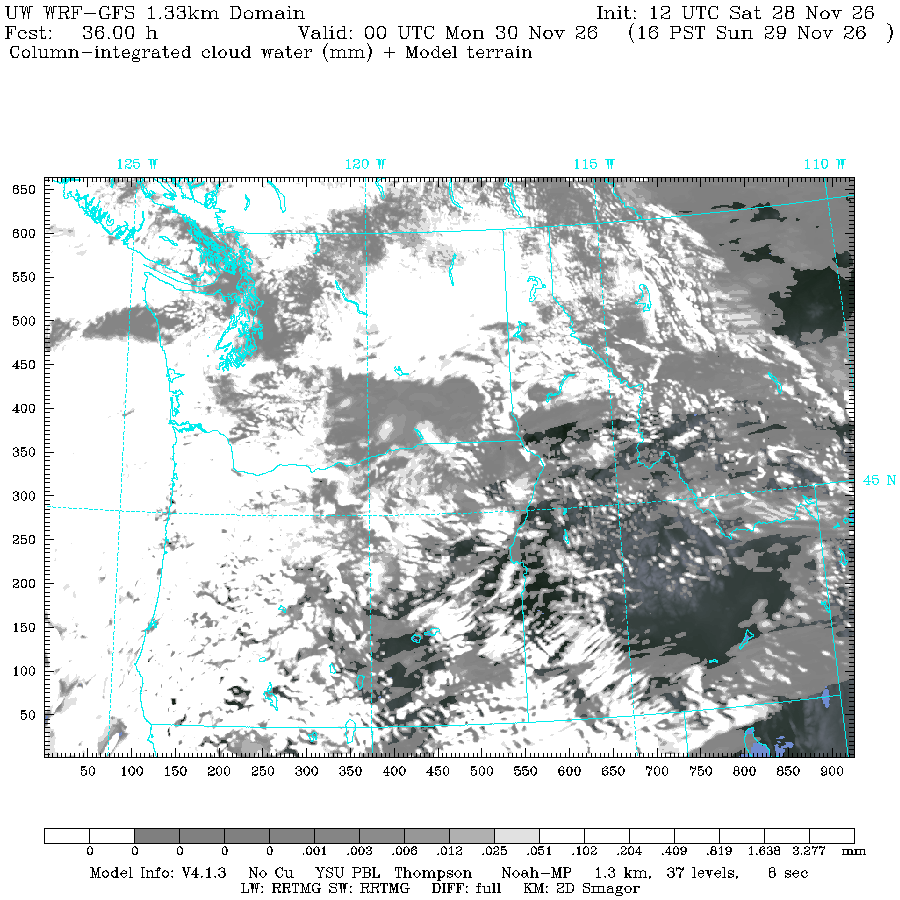 UW WRF-GFS 1.33km Domain Init: 12 UTC Sat 28 Nov 26
Fcst: 36.00 h Valid: 00 UTC Mon 30 Nov 26 (16 PST Sun 29 Nov 26 )
Column-integrated cloud water (mm) + Model terrain
125 W 120 W 115 W 110 W
650
600
550
500
450
400
350
300
250
200
150
100
50
45 N
50 100 150 200 250 300 350 400 450 500 550 600 650 700 750 800 850 900
0 0 0 0 0 .001 .003 .006 .012 .025 .051 .102 .204 .409 .819 1.638 3.277 mm
Model Info: V4.1.3 No Cu YSU PBL Thompson Noah-MP 1.3 km, 37 levels, 8 sec
LW: RRTMG SW: RRTMG DIFF: full KM: 2D Smagor